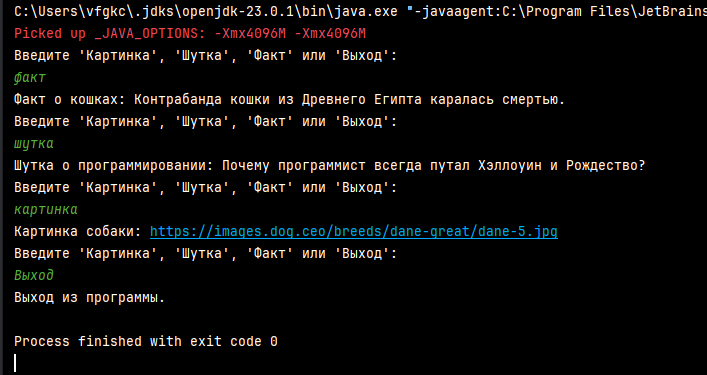 C:\Users\vfgkc\.jdks\openjdk-23.0.1\bin\java.exe "-javaagent:C:\Program Files\JetBrains
Picked up _JAVA_OPTIONS: -Xmx4096M -Xmx4096M
Введите 'Картинка', 'Шутка', 'Факт' или 'Выход':
факт
Факт о кошках: Контрабанда кошки из Древнего Египта каралась смертью.
Введите 'Картинка', 'Шутка', 'Факт' или 'Выход':
шутка
Шутка о программировании: Почему программист всегда путал Хэллоуин и Рождество?
Введите 'Картинка', 'Шутка', 'Факт' или 'Выход':
картинка
Картинка собаки: https://images.dog.ceo/breeds/dane-great/dane-5.jpg
Введите 'Картинка', 'Шутка', 'Факт' или 'Выход':
Выход
Выход из программы.
Process finished with exit code 0